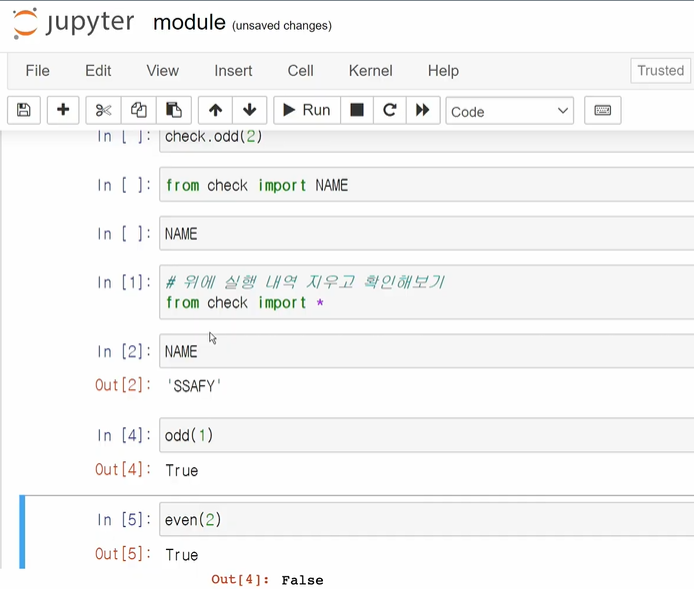 jupyter module (unsaved changes)
File Edit View Insert Cell Kernel Help Trusted
Run Code
In [ ]: check.odd(2)
In [ ]: from check import NAME
In [ ]: NAME
In [1]: # 위에 실행 내역 지우고 확인해보기
from check import *
In [2]: NAME
Out[2]: 'SSAFY'
In [4]: odd(1)
Out[4]: True
In [5]: even(2)
Out[5]: True
Out[4]: False